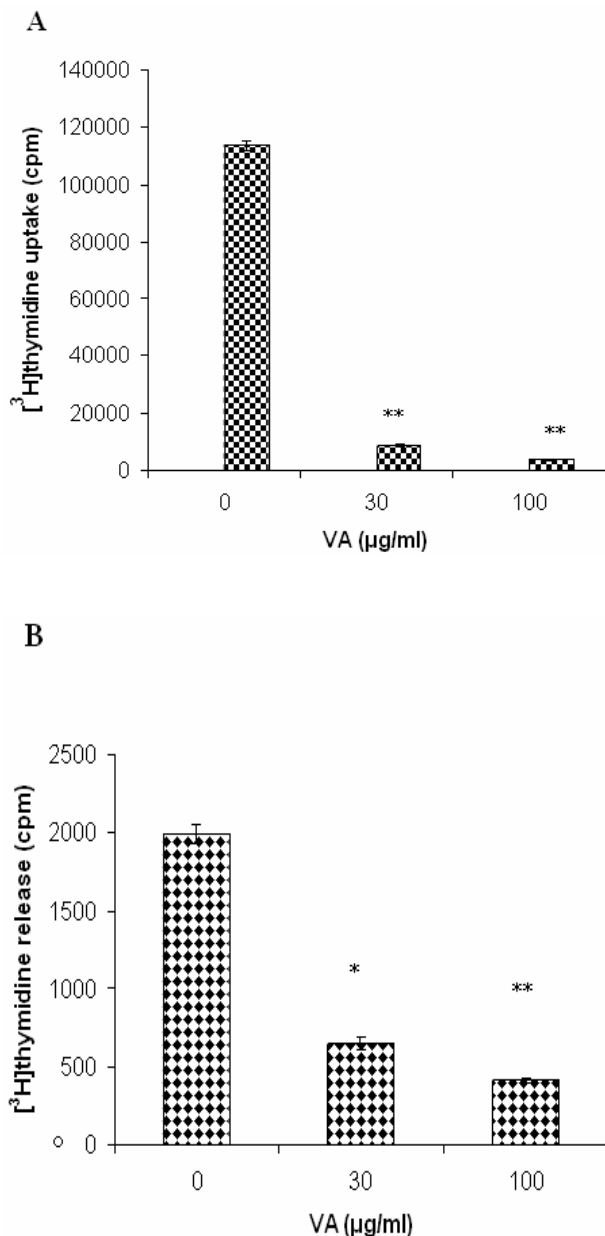 A
140000
120000
100000
80000
60000
40000
20000
0
[³H]thymidine uptake (cpm)
**
**
0 30 100
VA (µg/ml)
B
2500
2000
1500
1000
500
0
[³H]thymidine release (cpm)
*
**
0 30 100
VA (µg/ml)